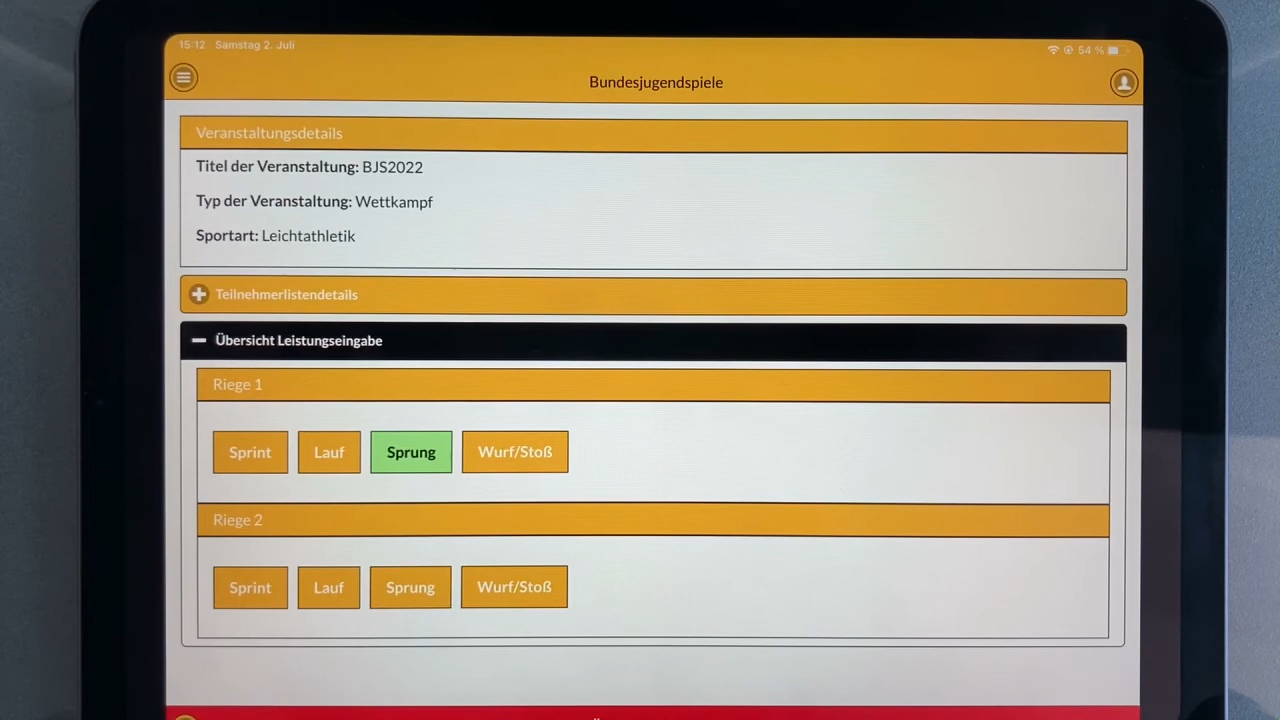 15:12 Samstag 2. Juli
54 %
Bundesjugendspiele
Veranstaltungsdetails
Titel der Veranstaltung: BJS2022
Typ der Veranstaltung: Wettkampf
Sportart: Leichtathletik
Teilnehmerlistendetails
Übersicht Leistungseingabe
Riege 1
Sprint Lauf Sprung Wurf/Stoß
Riege 2
Sprint Lauf Sprung Wurf/Stoß